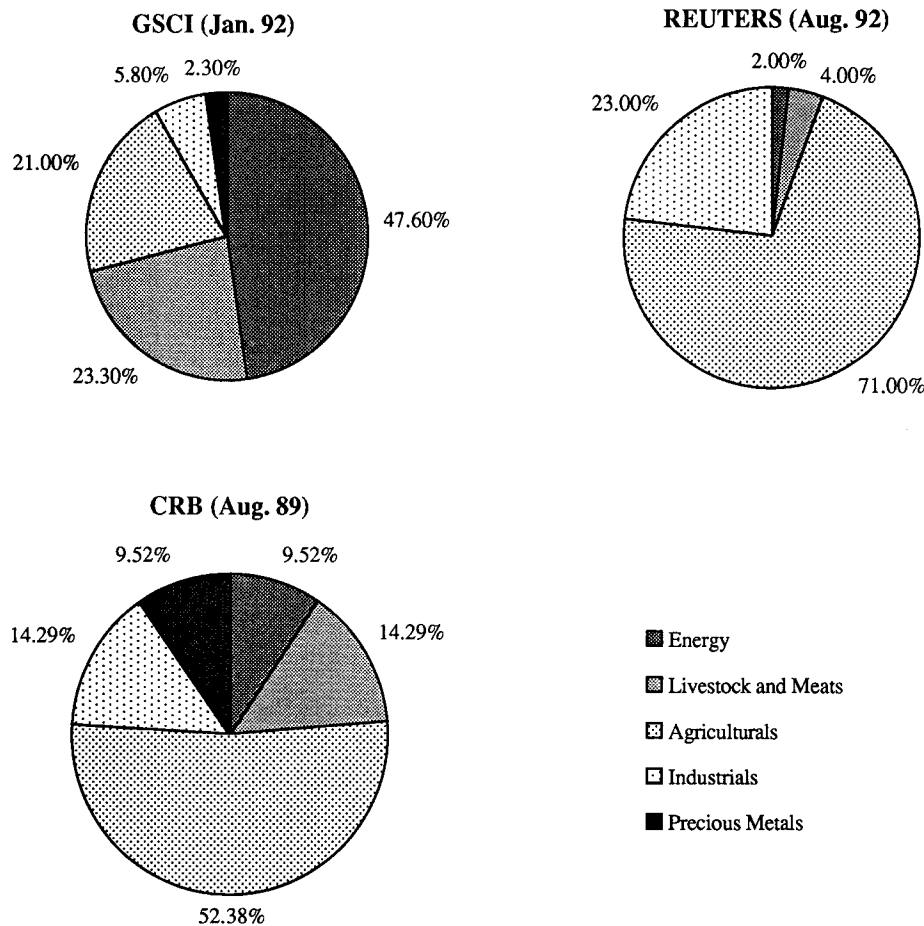 GSCI (Jan. 92)
5.80%
2.30%
21.00%
47.60%
23.30%
REUTERS (Aug. 92)
2.00%
4.00%
23.00%
71.00%
CRB (Aug. 89)
9.52%
9.52%
14.29%
14.29%
52.38%
Energy
Livestock and Meats
Agriculturals
Industrials
Precious Metals